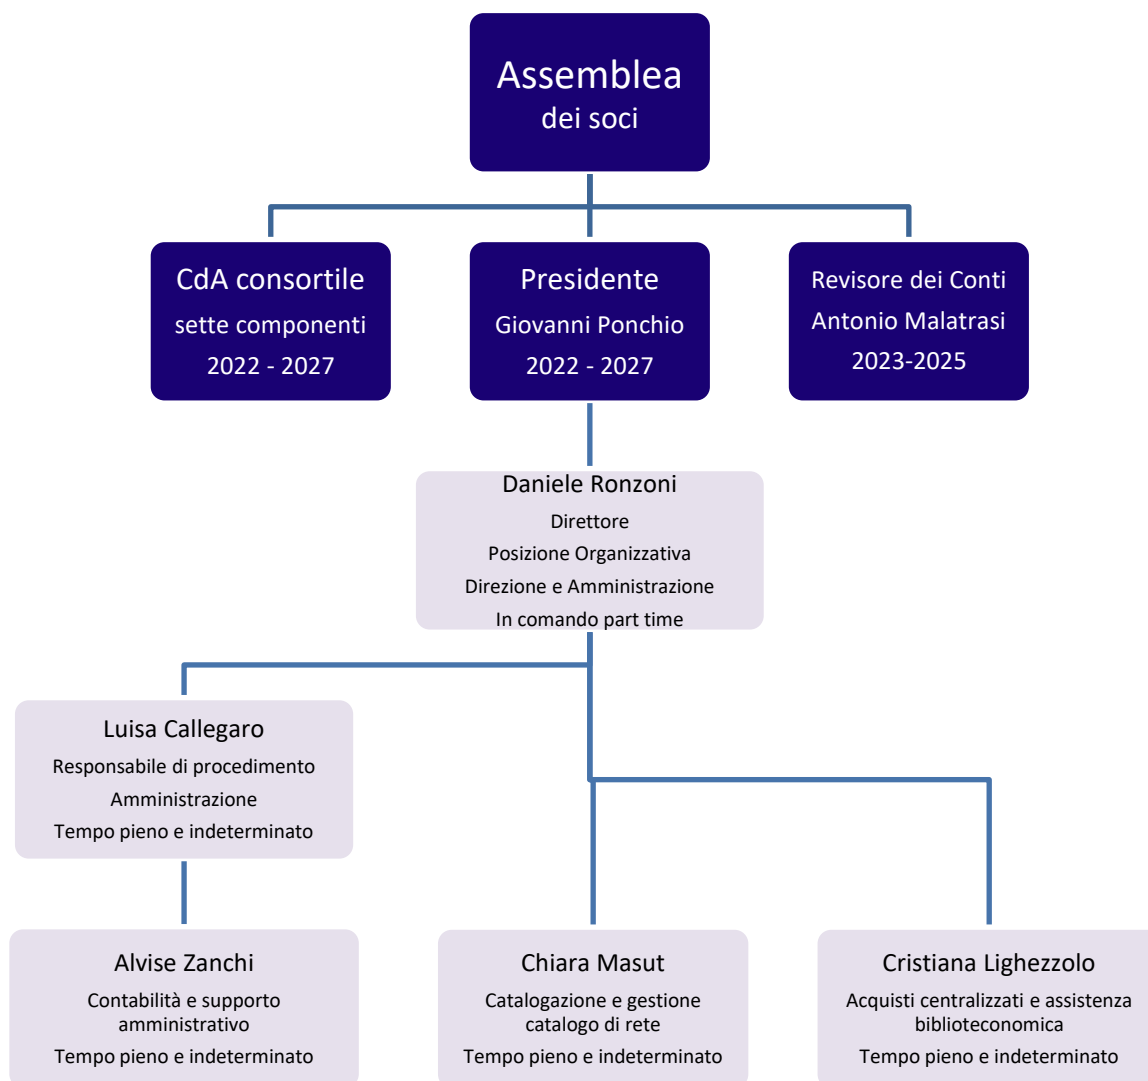 Assemblea
dei soci
CdA consortile
sette componenti
2022 - 2027
Presidente
Giovanni Ponchio
2022 - 2027
Revisore dei Conti
Antonio Malatrasi
2023-2025
Daniele Ronzoni
Direttore
Posizione Organizzativa
Direzione e Amministrazione
In comando part time
Luisa Callegaro
Responsabile di procedimento
Amministrazione
Tempo pieno e indeterminato
Alvise Zanchi
Contabilità e supporto
amministrativo
Tempo pieno e indeterminato
Chiara Masut
Catalogazione e gestione
catalogo di rete
Tempo pieno e indeterminato
Cristiana Lighezzolo
Acquisti centralizzati e assistenza
biblioteconomica
Tempo pieno e indeterminato